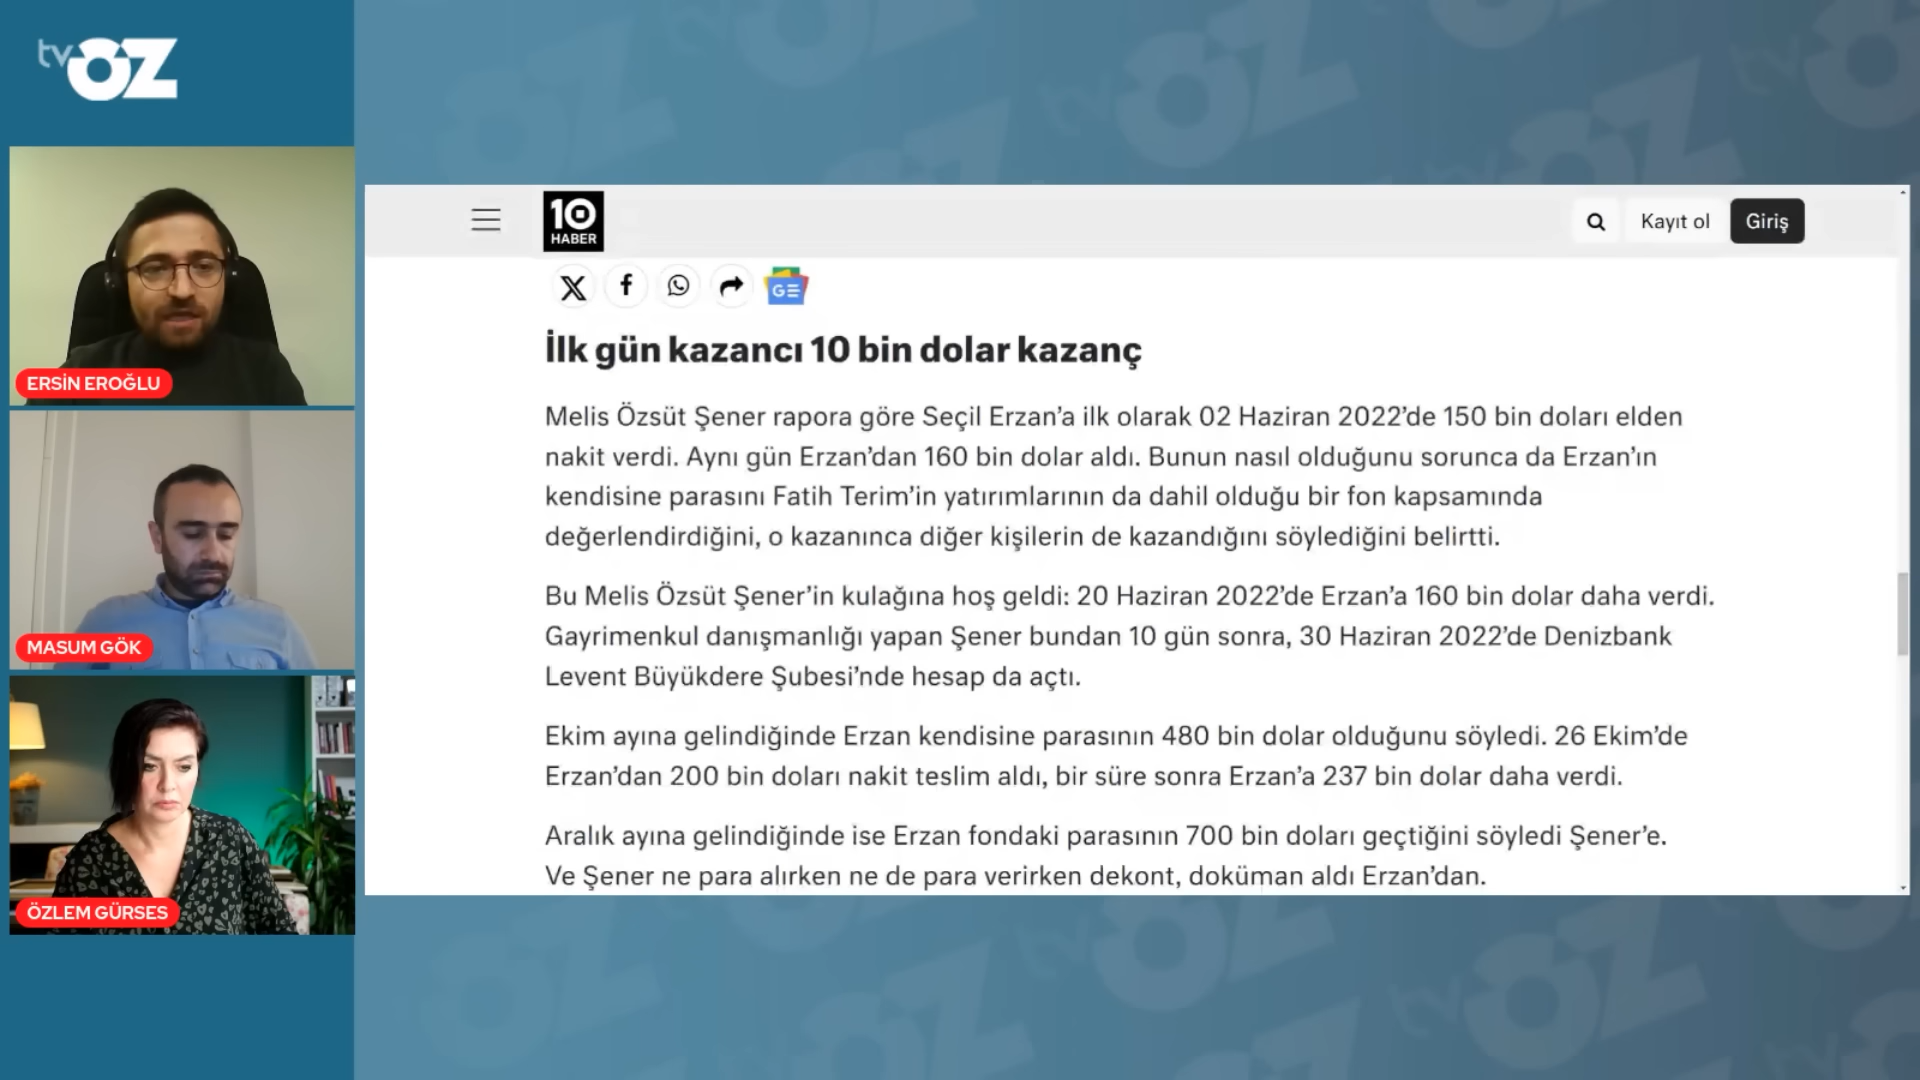 tv ÖZ
ERSİN EROĞLU
MASUM GÖK
ÖZLEM GÜRSES
10
HABER
Kayıt ol
Giriş
İlk gün kazancı 10 bin dolar kazanç
Melis Özsüt Şener rapora göre Seçil Erzan’a ilk olarak 02 Haziran 2022’de 150 bin doları elden
nakit verdi. Aynı gün Erzan’dan 160 bin dolar aldı. Bunun nasıl olduğunu sorunca da Erzan’ın
kendisine parasını Fatih Terim’in yatırımlarının da dahil olduğu bir fon kapsamında
değerlendirdiğini, o kazanınca diğer kişilerin de kazandığını söylediğini belirtti.
Bu Melis Özsüt Şener’in kulağına hoş geldi: 20 Haziran 2022’de Erzan’a 160 bin dolar daha verdi.
Gayrimenkul danışmanlığı yapan Şener bundan 10 gün sonra, 30 Haziran 2022’de Denizbank
Levent Büyükdere Şubesi’nde hesap da açtı.
Ekim ayına gelindiğinde Erzan kendisine parasının 480 bin dolar olduğunu söyledi. 26 Ekim’de
Erzan’dan 200 bin doları nakit teslim aldı, bir süre sonra Erzan’a 237 bin dolar daha verdi.
Aralık ayına gelindiğinde ise Erzan fondaki parasının 700 bin doları geçtiğini söyledi Şener’e.
Ve Şener ne para alırken ne de para verirken dekont, doküman aldı Erzan’dan.